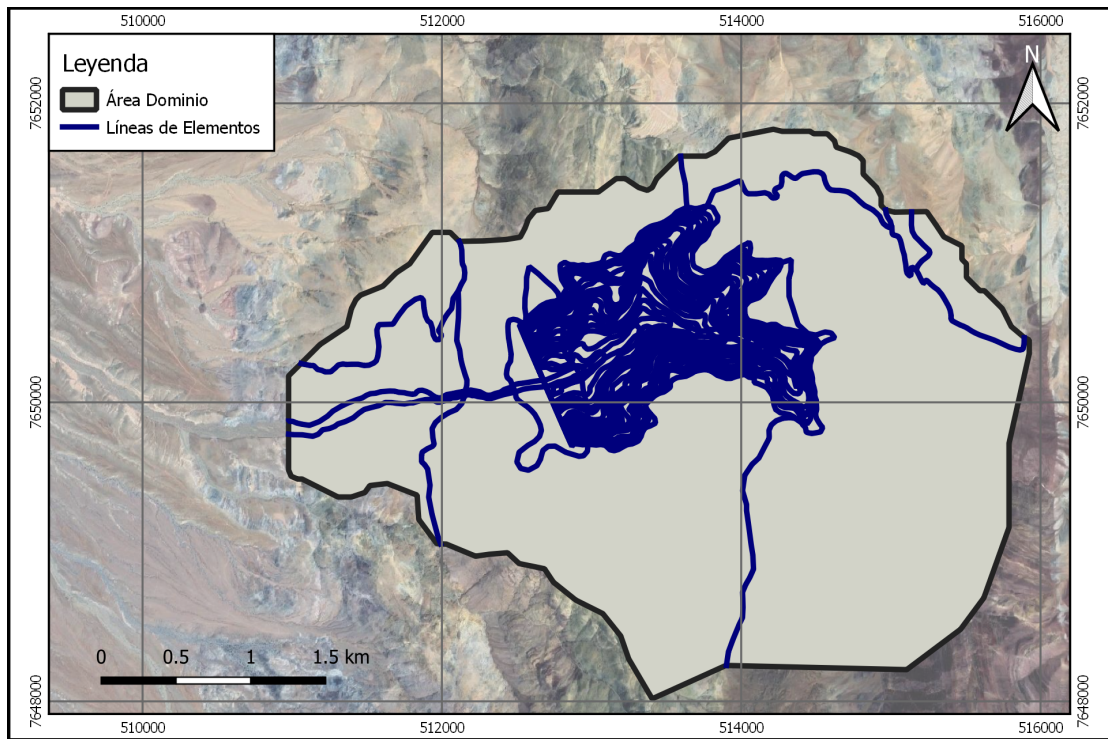 510000 512000 514000 516000
Leyenda
Área Dominio
Líneas de Elementos
N
7652000 7652000
7650000 7650000
7648000 7648000
0 0.5 1 1.5 km
510000 512000 514000 516000